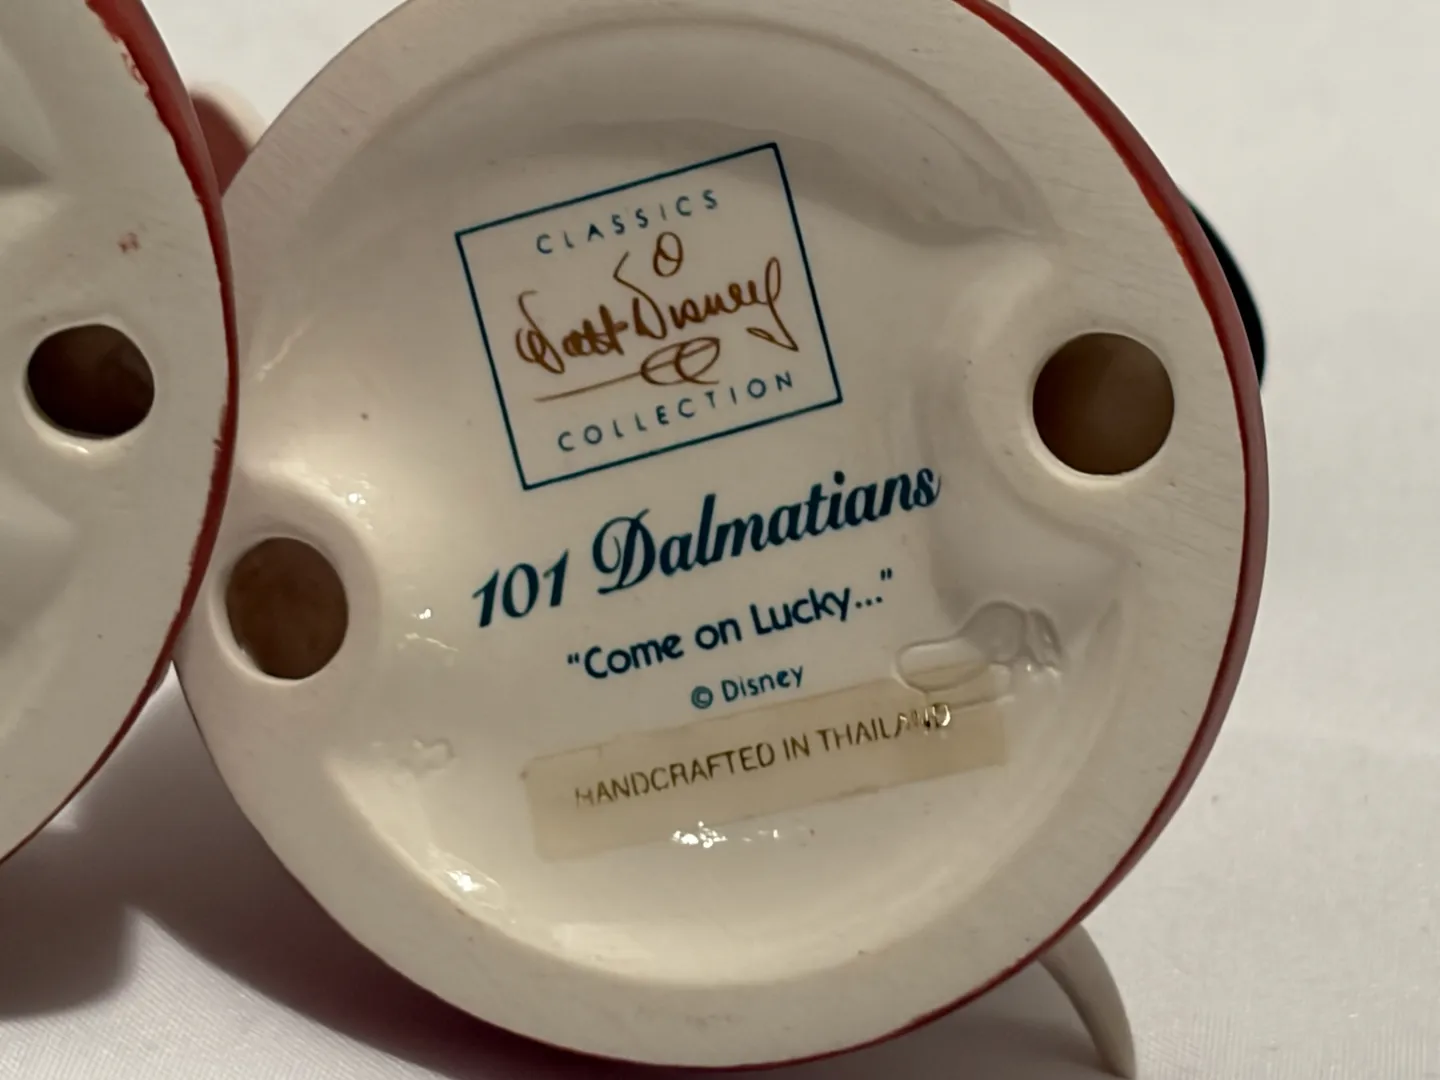 CLASSICS
Walt Disney
COLLECTION
101 Dalmatians
"Come on Lucky..."
© Disney
HANDCRAFTED IN THAILAND